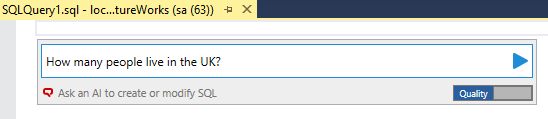 SQLQuery1.sql - loc...tureWorks (sa (63))
How many people live in the UK?
Ask an AI to create or modify SQL
Quality